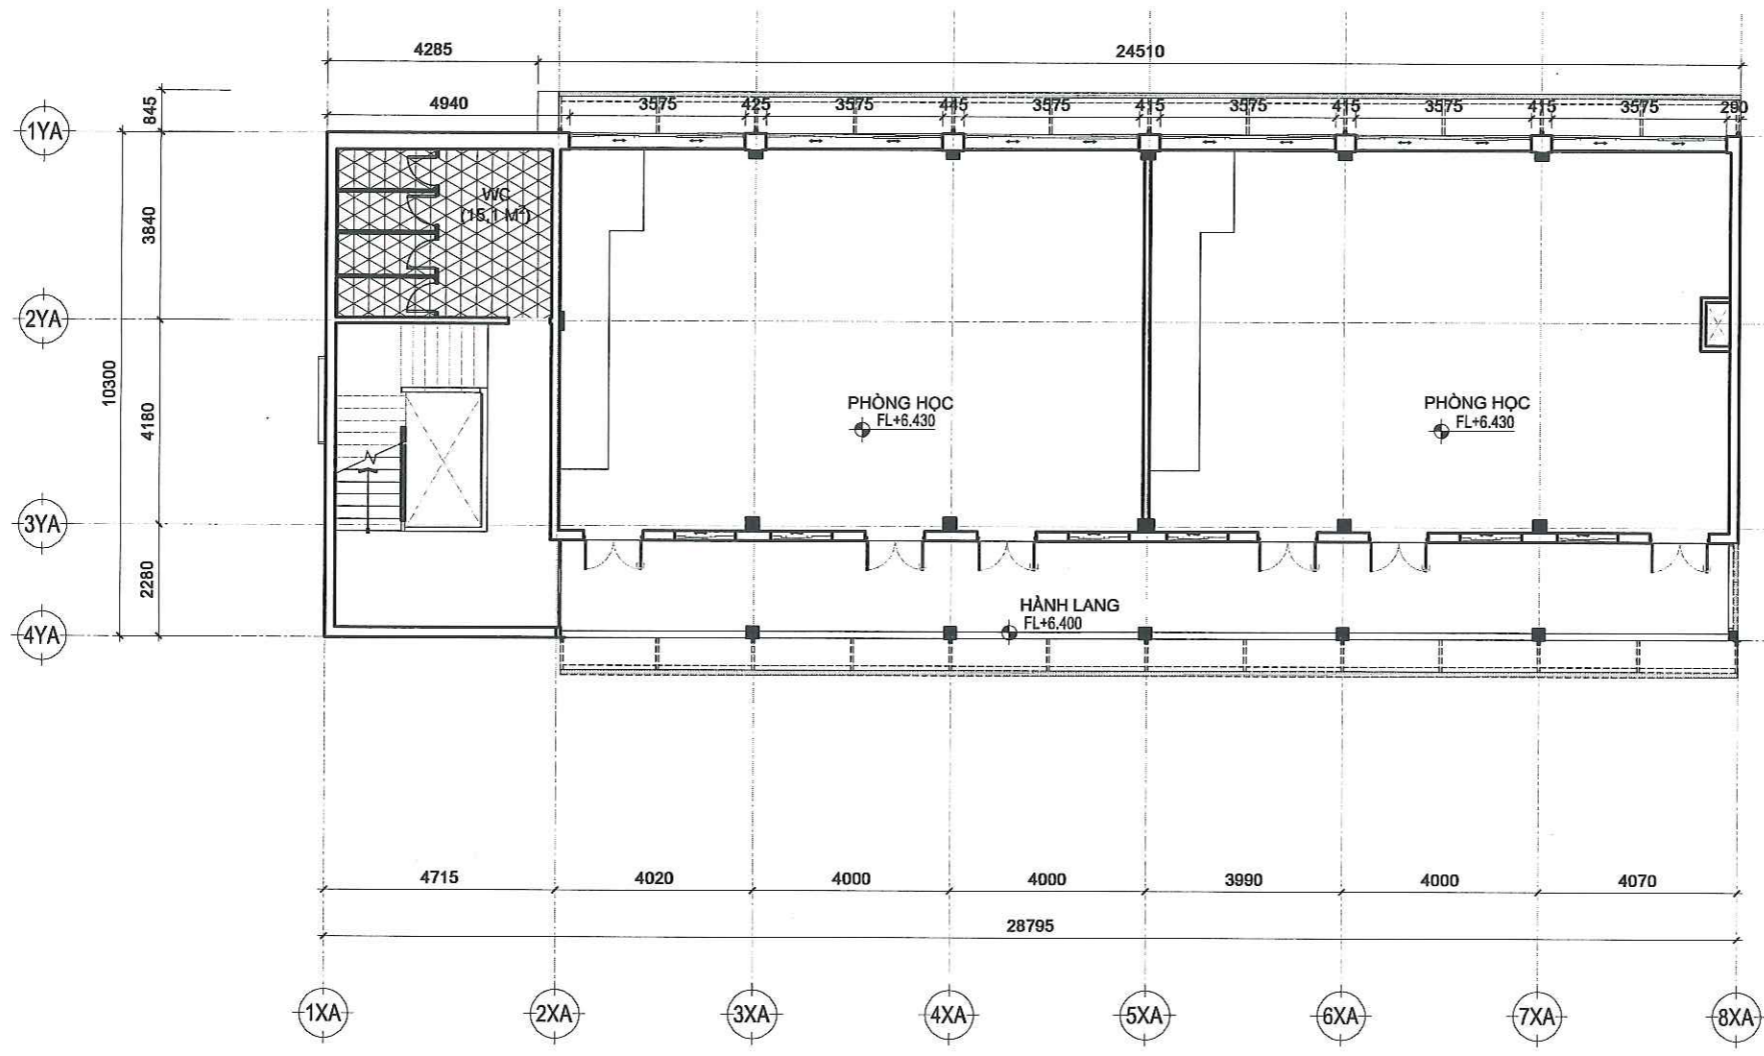 4285
24510
4940
3575
425
3575
445
3575
415
3575
415
3575
415
3575
290
845
1YA
WC
(15,1 M²)
3840
2YA
10300
4180
PHÒNG HỌC
FL+6.430
PHÒNG HỌC
FL+6.430
3YA
2280
HÀNH LANG
FL+6.400
4YA
4715
4020
4000
4000
3990
4000
4070
28795
1XA
2XA
3XA
4XA
5XA
6XA
7XA
8XA